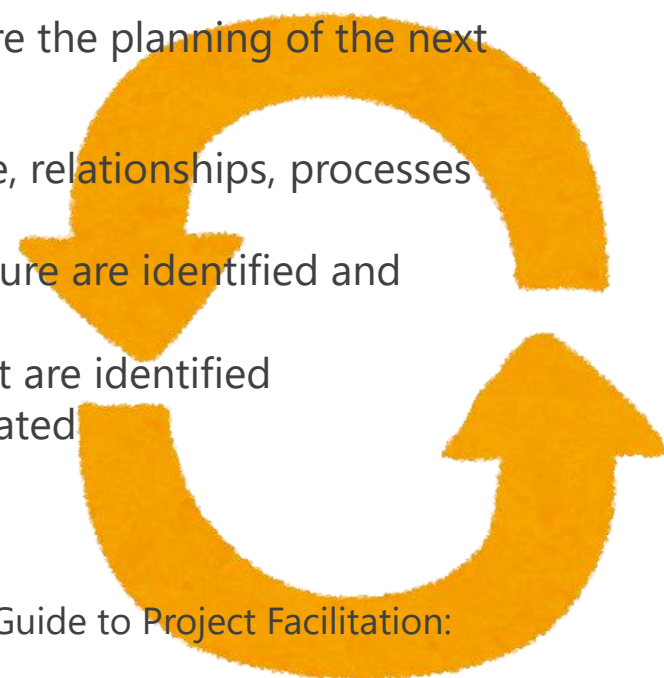 re the planning of the next
e, relationships, processes
ure are identified and
t are identified
ated
Guide to Project Facilitation: